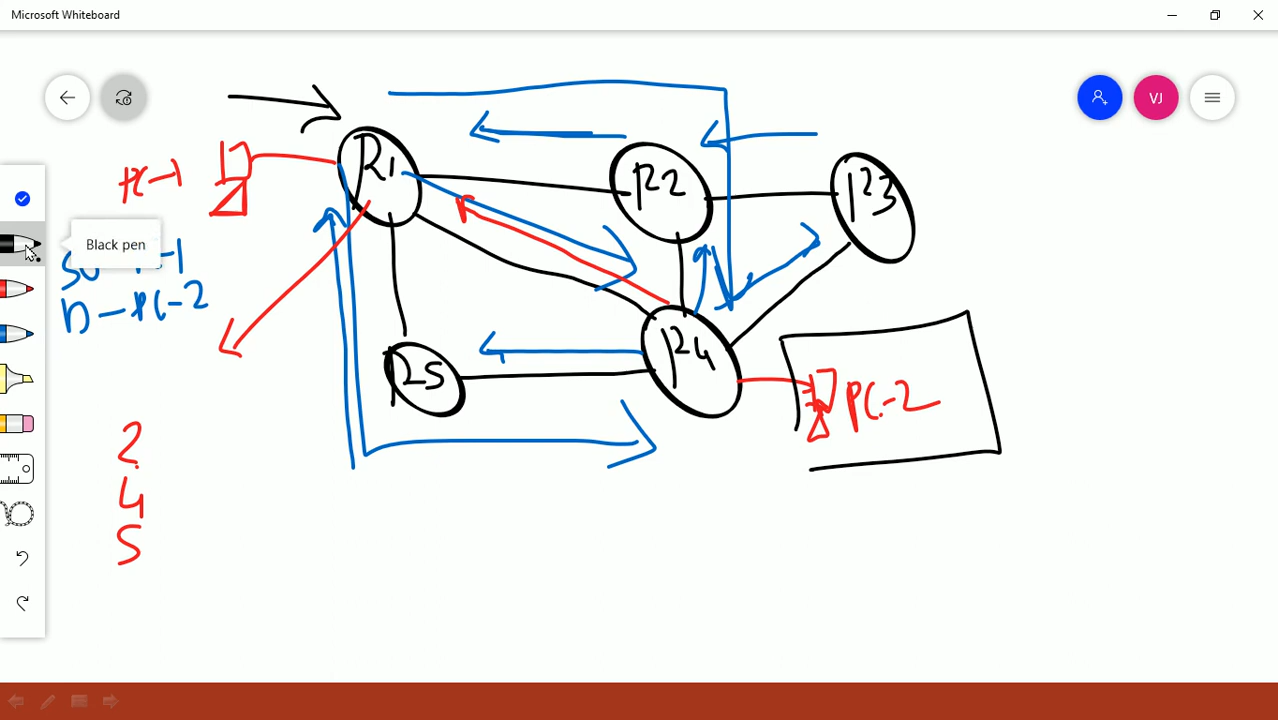 Microsoft Whiteboard
VJ
R1
R2
R3
PC-1
Black pen
D-PC-2
R4
R5
PC-2
2
4
5